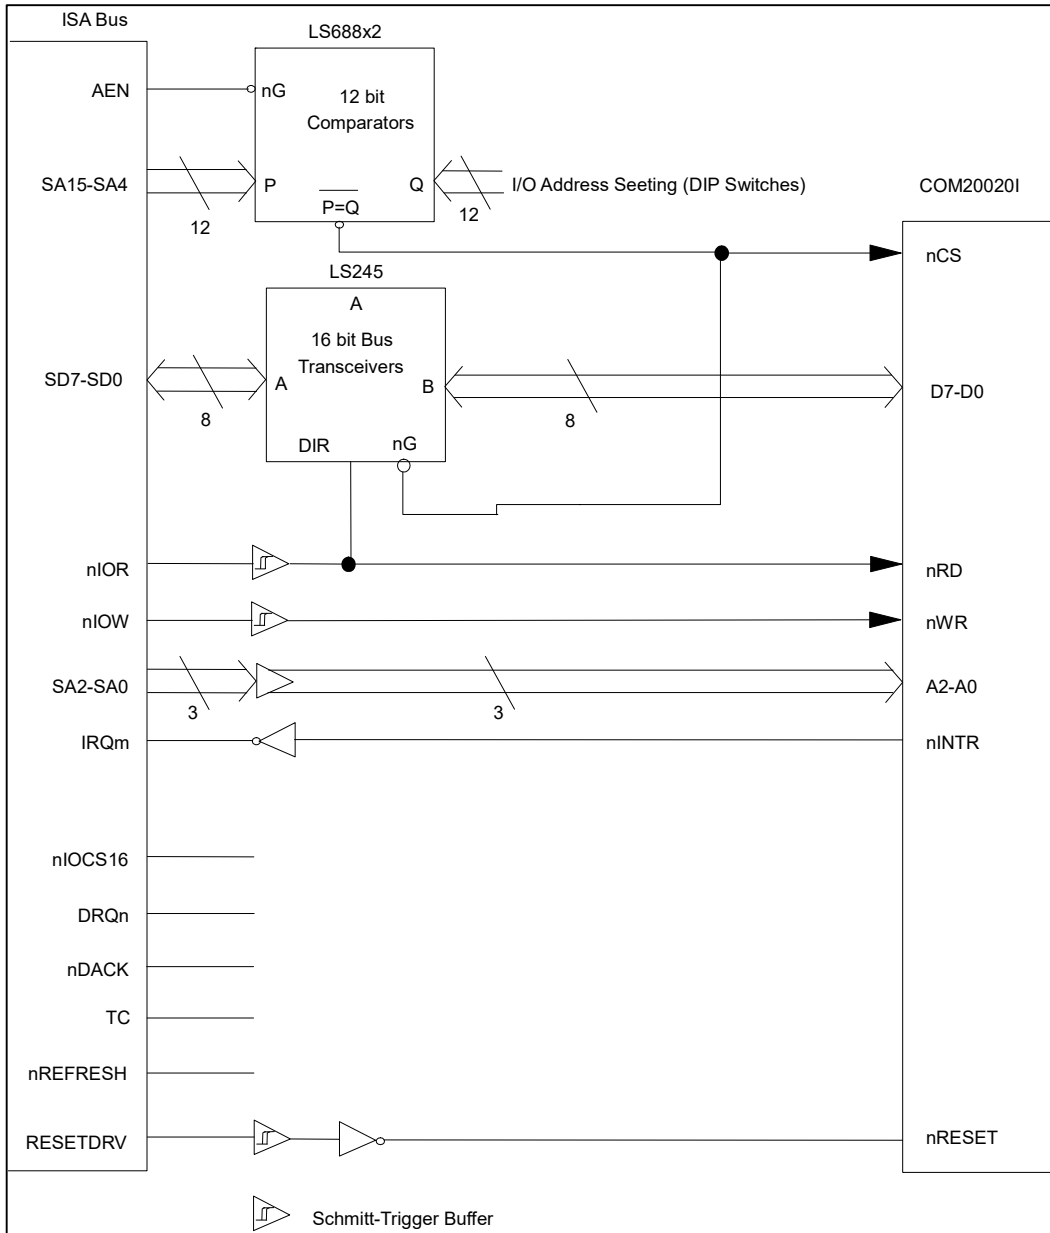 ISA Bus
LS688x2
AEN
nG
12 bit
Comparators
SA15-SA4
12
P
P=Q
Q
12
I/O Address Seeting (DIP Switches)
COM20020I
nCS
LS245
A
16 bit Bus
Transceivers
SD7-SD0
8
A
B
8
D7-D0
DIR
nG
nIOR
nRD
nIOW
nWR
SA2-SA0
3
3
A2-A0
IRQm
nINTR
nIOCS16
DRQn
nDACK
TC
nREFRESH
RESETDRV
nRESET
Schmitt-Trigger Buffer